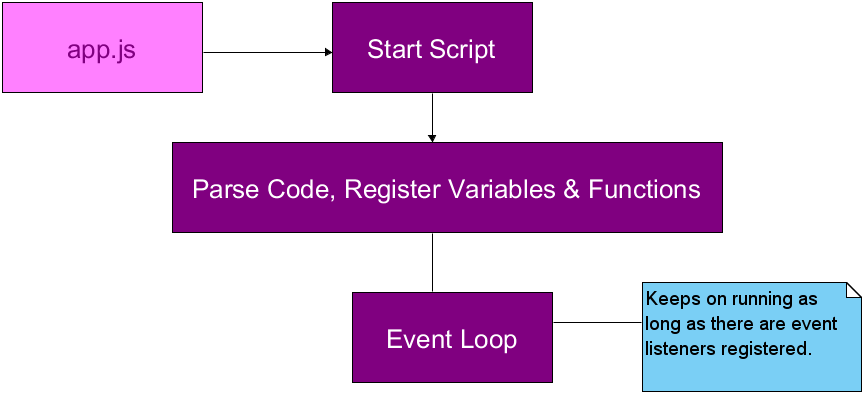 app.js
Start Script
Parse Code, Register Variables & Functions
Event Loop
Keeps on running as
long as there are event
listeners registered.